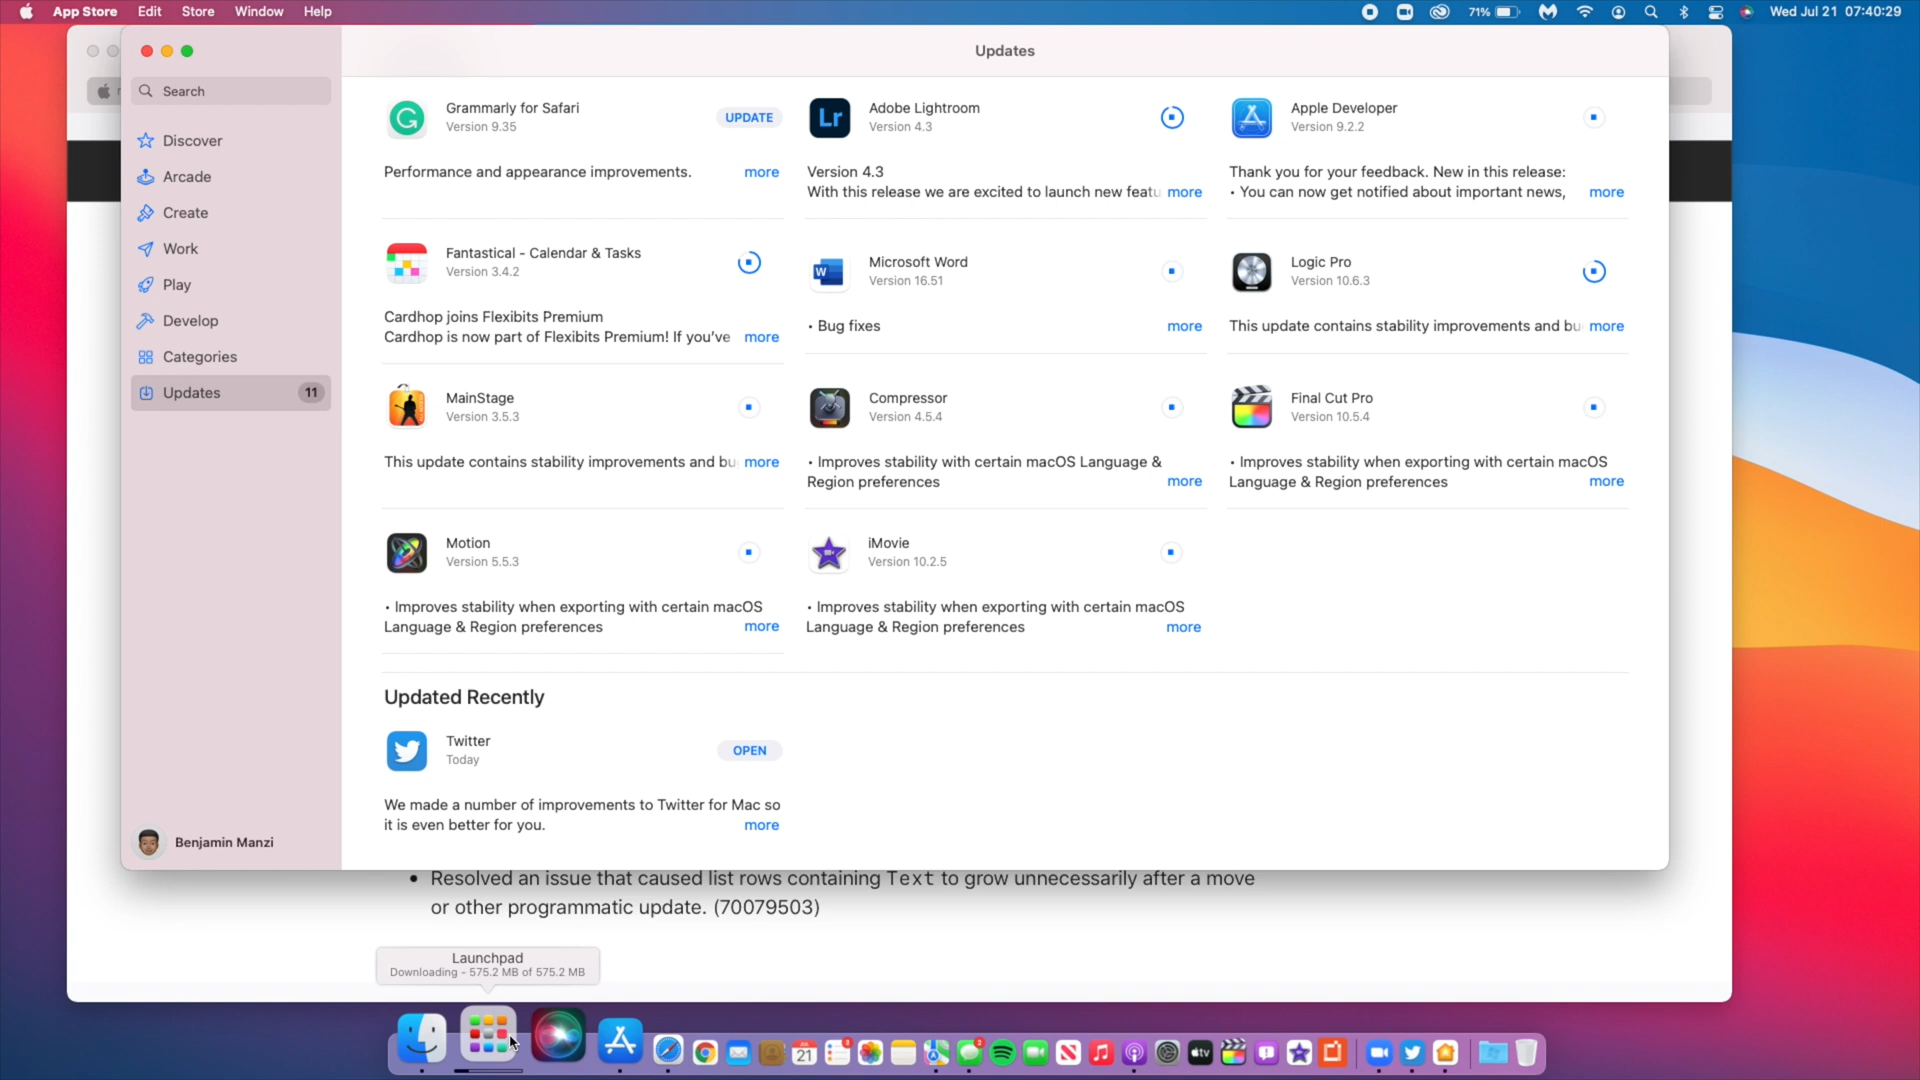 App Store Edit Store Window Help
71% Wed Jul 21 07:40:29
Search
Discover
Arcade
Create
Work
Play
Develop
Categories
Updates 11
Benjamin Manzi
Updates
Grammarly for Safari
Version 9.35
UPDATE
Performance and appearance improvements. more
Adobe Lightroom
Version 4.3
Version 4.3
With this release we are excited to launch new featu more
Apple Developer
Version 9.2.2
Thank you for your feedback. New in this release:
• You can now get notified about important news, more
Fantastical - Calendar & Tasks
Version 3.4.2
Cardhop joins Flexibits Premium
Cardhop is now part of Flexibits Premium! If you've more
Microsoft Word
Version 16.51
• Bug fixes more
Logic Pro
Version 10.6.3
This update contains stability improvements and bu more
MainStage
Version 3.5.3
This update contains stability improvements and bu more
Compressor
Version 4.5.4
• Improves stability with certain macOS Language &
Region preferences more
Final Cut Pro
Version 10.5.4
• Improves stability when exporting with certain macOS
Language & Region preferences more
Motion
Version 5.5.3
• Improves stability when exporting with certain macOS
Language & Region preferences more
iMovie
Version 10.2.5
• Improves stability when exporting with certain macOS
Language & Region preferences more
Updated Recently
Twitter
Today
OPEN
We made a number of improvements to Twitter for Mac so
it is even better for you. more
• Resolved an issue that caused list rows containing Text to grow unnecessarily after a move
or other programmatic update. (70079503)
Launchpad
Downloading - 575.2 MB of 575.2 MB